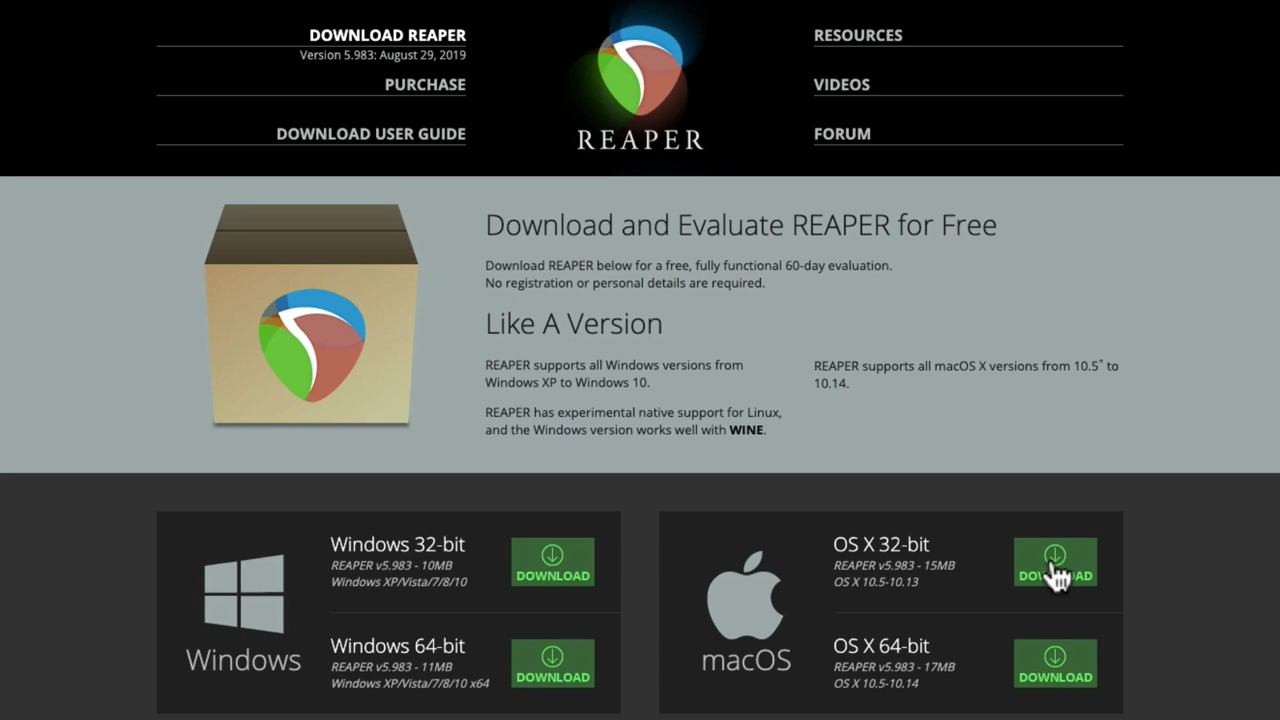 DOWNLOAD REAPER
Version 5.983: August 29, 2019
PURCHASE
DOWNLOAD USER GUIDE
REAPER
RESOURCES
VIDEOS
FORUM
Download and Evaluate REAPER for Free
Download REAPER below for a free, fully functional 60-day evaluation.
No registration or personal details are required.
Like A Version
REAPER supports all Windows versions from
Windows XP to Windows 10.
REAPER has experimental native support for Linux,
and the Windows version works well with WINE.
REAPER supports all macOS X versions from 10.5* to
10.14.
Windows
Windows 32-bit
REAPER v5.983 - 10MB
Windows XP/Vista/7/8/10
DOWNLOAD
Windows 64-bit
REAPER v5.983 - 11MB
Windows XP/Vista/7/8/10 x64
DOWNLOAD
macOS
OS X 32-bit
REAPER v5.983 - 15MB
OS X 10.5-10.13
DOWNLOAD
OS X 64-bit
REAPER v5.983 - 17MB
OS X 10.5-10.14
DOWNLOAD